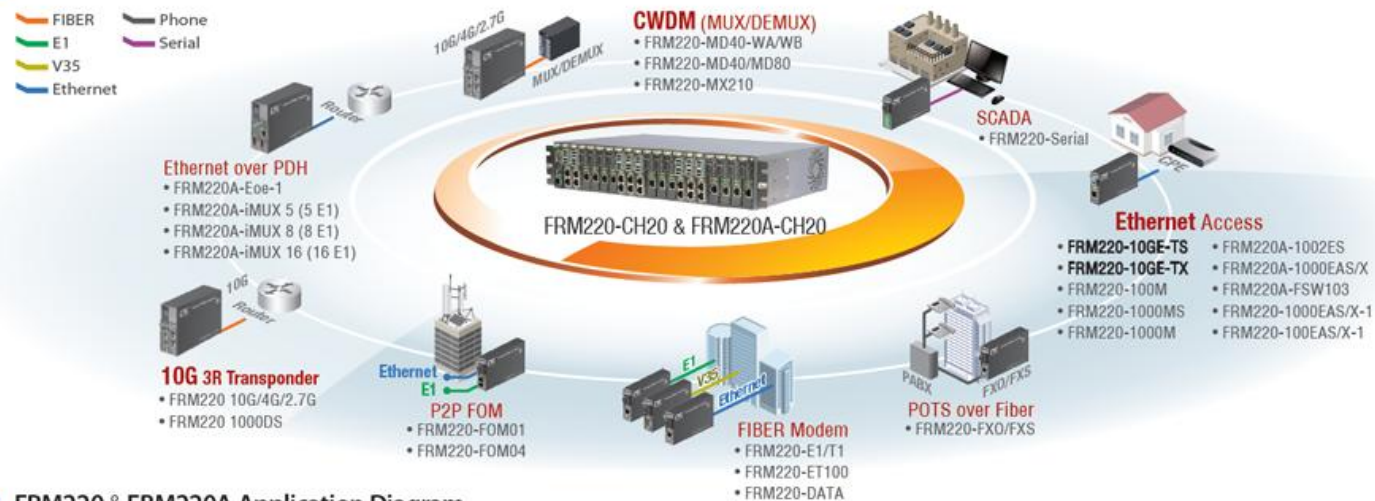 FIBER
E1
V35
Ethernet
Phone
Serial
10G/4G/2.7G
MUX/DEMUX
CWDM (MUX/DEMUX)
• FRM220-MD40-WA/WB
• FRM220-MD40/MD80
• FRM220-MX210
SCADA
• FRM220-Serial
Router
Ethernet over PDH
• FRM220A-Eoe-1
• FRM220A-iMUX 5 (5 E1)
• FRM220A-iMUX 8 (8 E1)
• FRM220A-iMUX 16 (16 E1)
FRM220-CH20 & FRM220A-CH20
CPE
Ethernet Access
• FRM220-10GE-TS
• FRM220-10GE-TX
• FRM220-100M
• FRM220-1000MS
• FRM220-1000M
• FRM220A-1002ES
• FRM220A-1000EAS/X
• FRM220A-FSW103
• FRM220-1000EAS/X-1
• FRM220-100EAS/X-1
10G
Router
10G 3R Transponder
• FRM220 10G/4G/2.7G
• FRM220 1000DS
Ethernet
E1
P2P FOM
• FRM220-FOM01
• FRM220-FOM04
E1
V35
Ethernet
FIBER Modem
• FRM220-E1/T1
• FRM220-ET100
• FRM220-DATA
PABX
FXO/FXS
POTS over Fiber
• FRM220-FXO/FXS
FRM220 & FRM220A Application Diagram